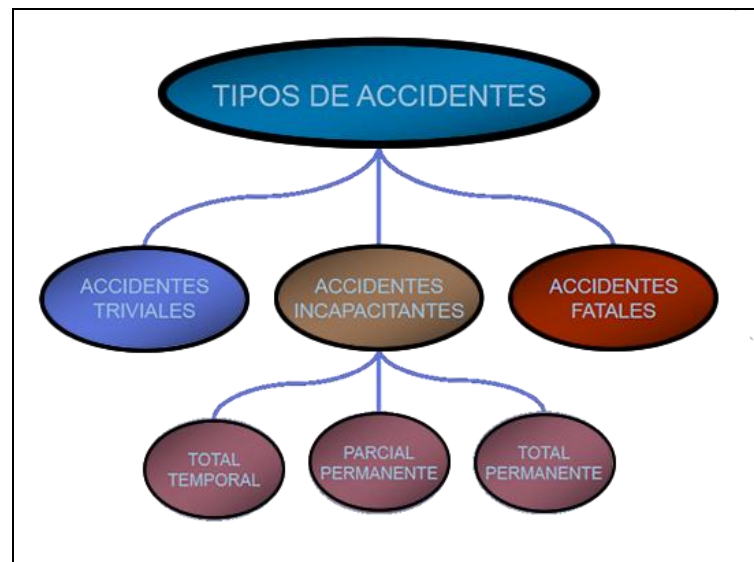 TIPOS DE ACCIDENTES
ACCIDENTES
TRIVIALES
ACCIDENTES
INCAPACITANTES
ACCIDENTES
FATALES
TOTAL
TEMPORAL
PARCIAL
PERMANENTE
TOTAL
PERMANENTE